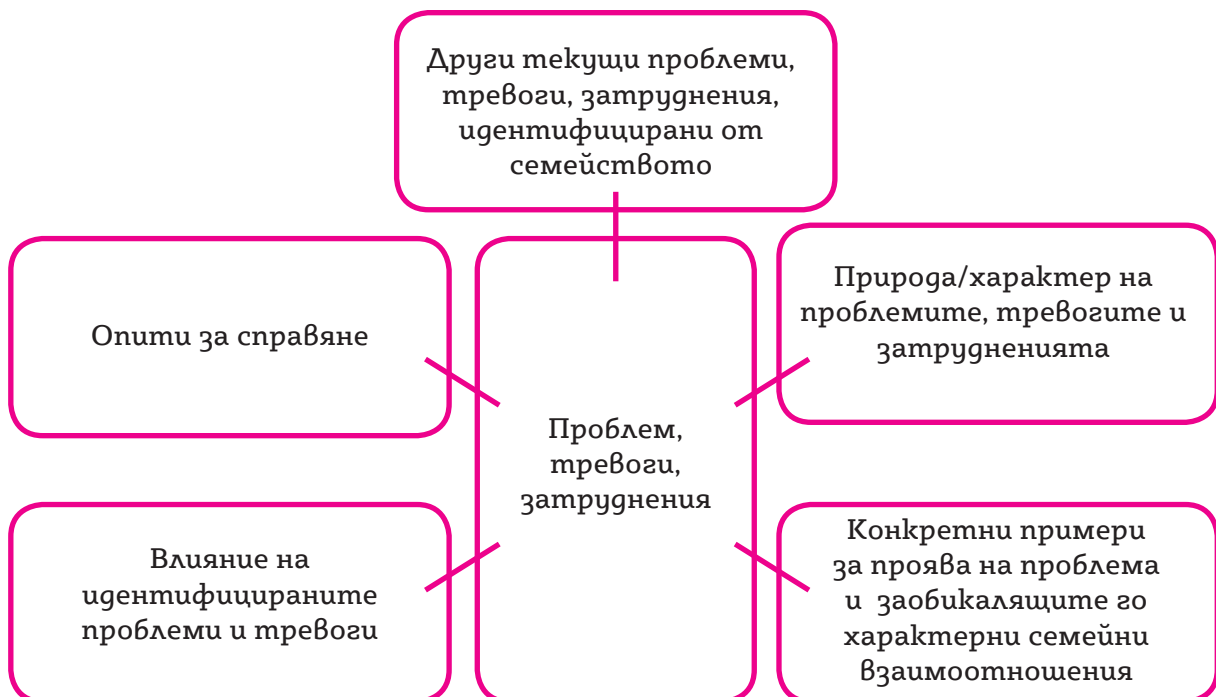 Други текущи проблеми,
тревоги, затруднения,
идентифицирани от
семейството
Опити за справяне
Природа/характер на
проблемите, тревогите и
затрудненията
Проблем,
тревоги,
затруднения
Влияние на
идентифицираните
проблеми и тревоги
Конкретни примери
за проява на проблема
и заобикалящите го
характерни семейни
взаимоотношения